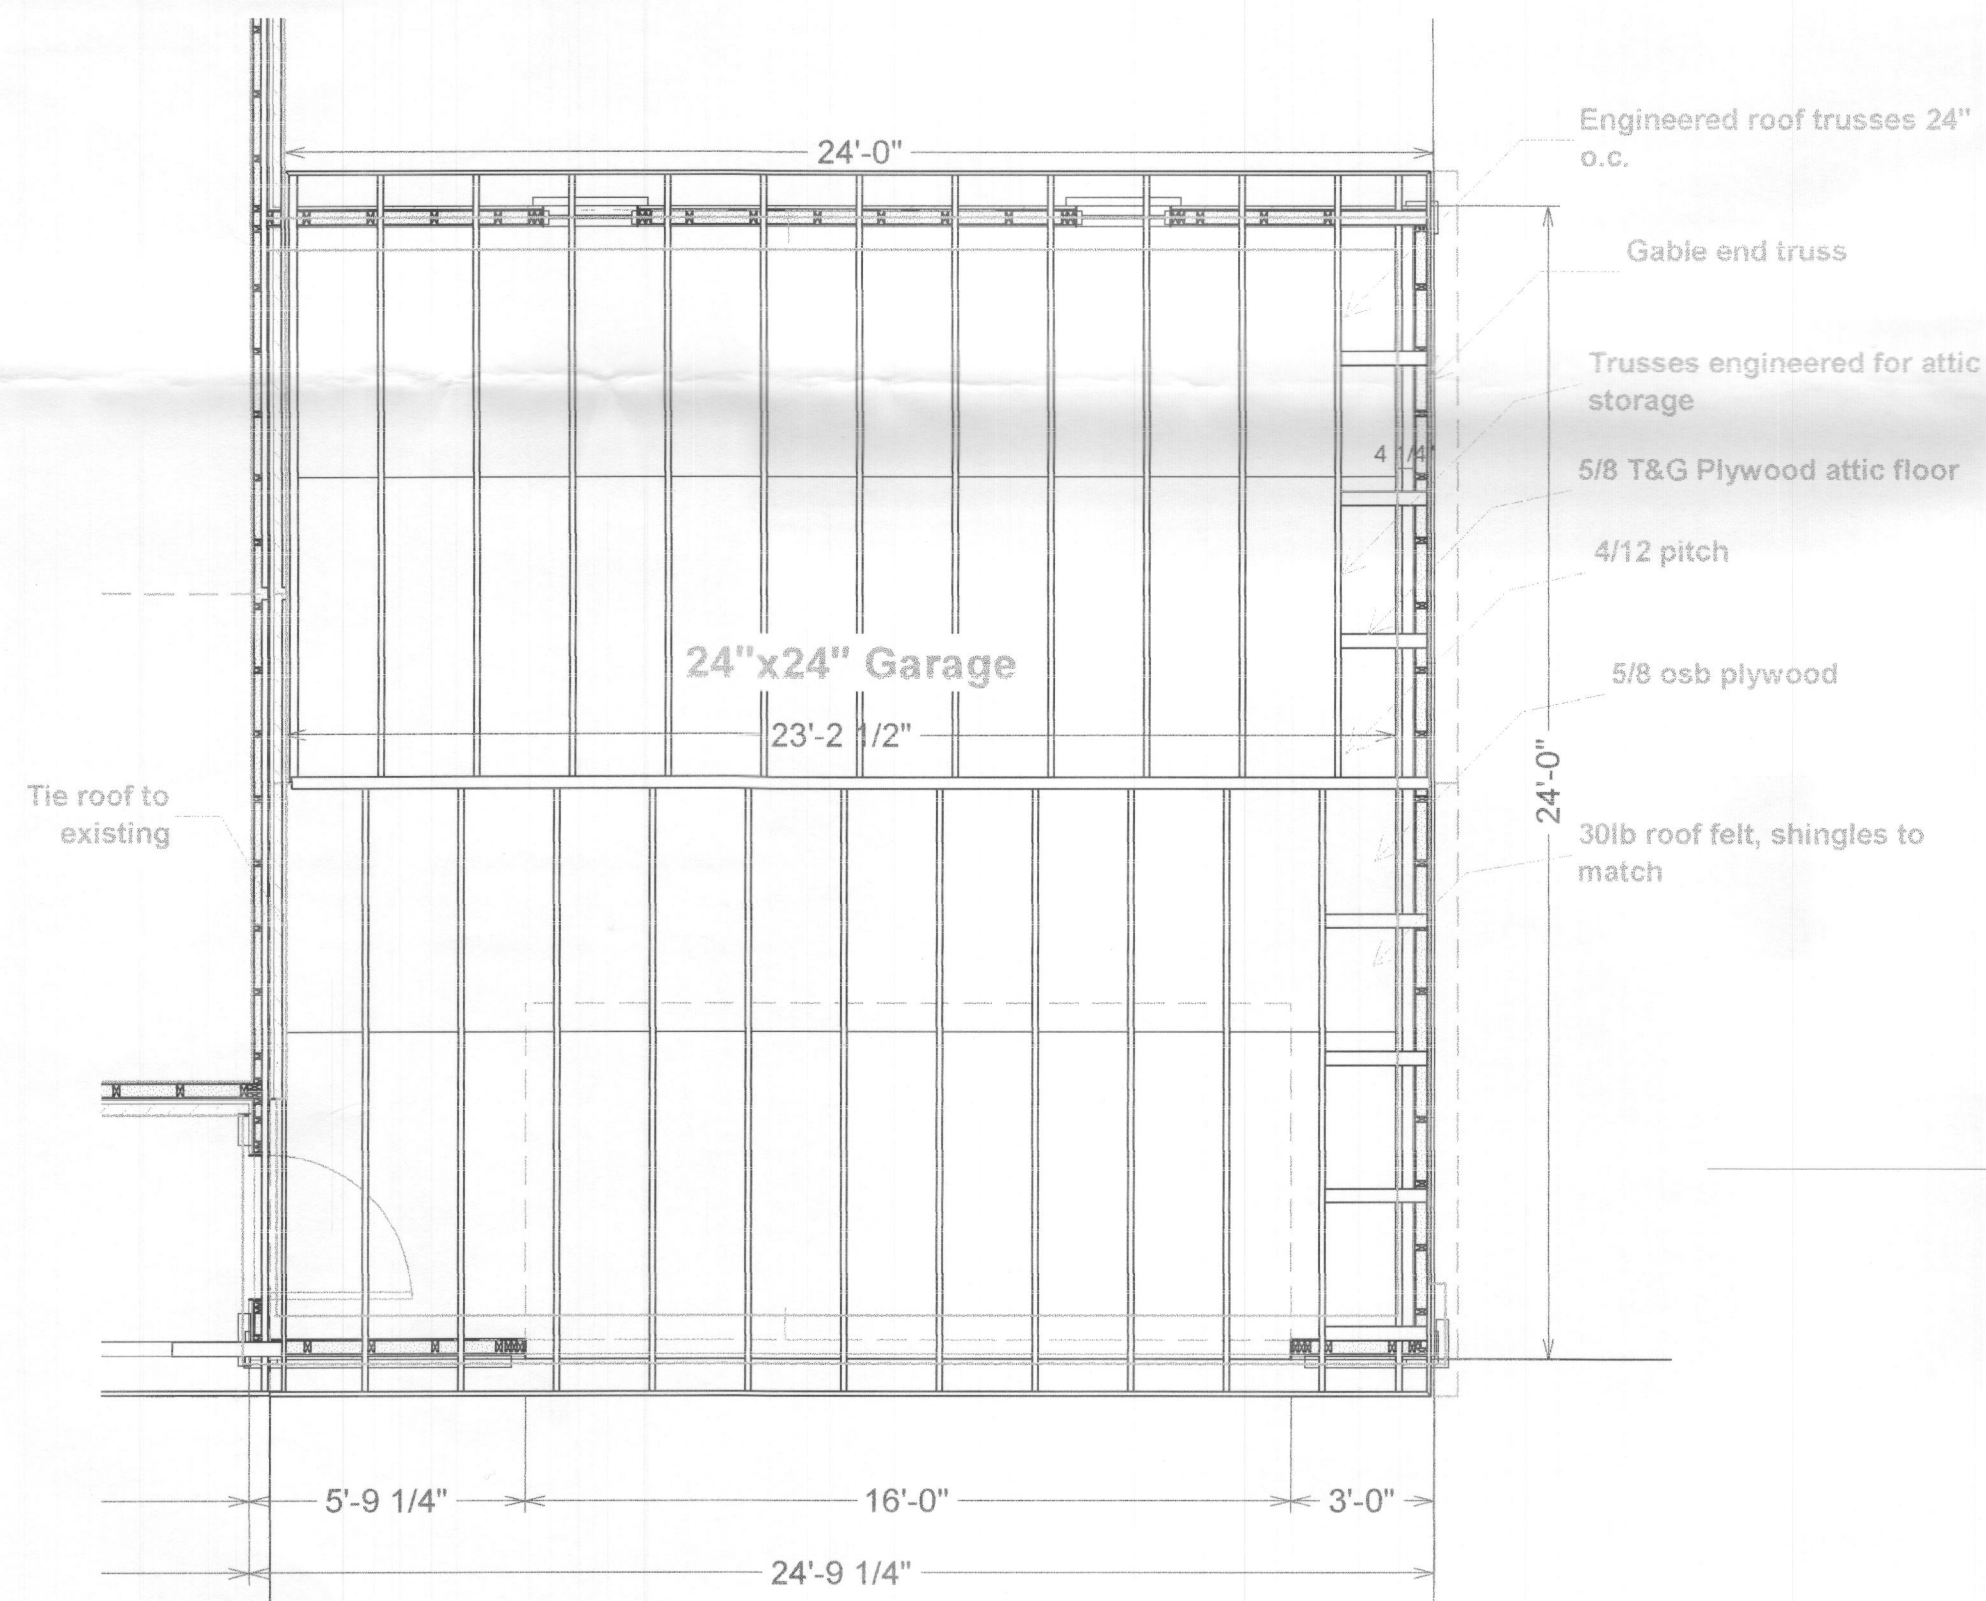 24'-0"
Engineered roof trusses 24"
o.c.
Gable end truss
Trusses engineered for attic
storage
4 1/4"
5/8 T&G Plywood attic floor
4/12 pitch
24"x24" Garage
5/8 osb plywood
23'-2 1/2"
24'-0"
Tie roof to
existing
30lb roof felt, shingles to
match
5'-9 1/4"
16'-0"
3'-0"
24'-9 1/4"